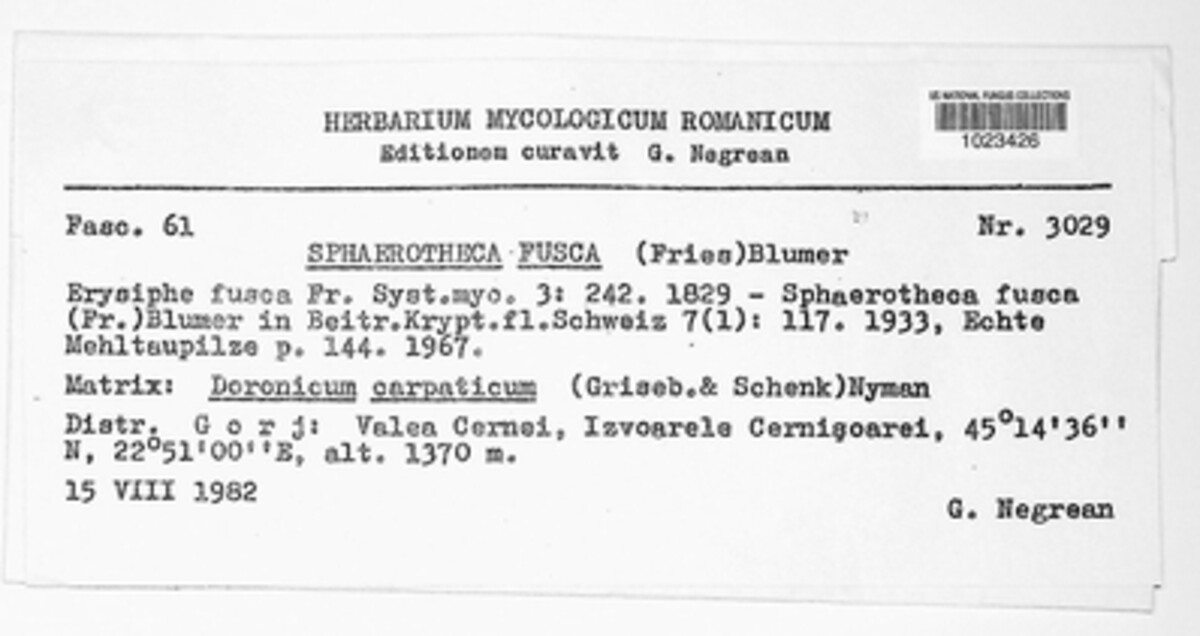 US NATIONAL FUNGUS COLLECTIONS
1023426
HERBARIUM MYCOLOGICUM ROMANICUM
Editionem curavit G. Negrean
Fasc. 61 Nr. 3029
SPHAEROTHECA FUSCA (Fries)Blumer
Erysiphe fusca Fr. Syst.myc. 3: 242. 1829 - Sphaerotheca fusca
(Fr.)Blumer in Beitr.Krypt.fl.Schweiz 7(1): 117. 1933, Echte
Mehltaupilze p. 144. 1967.
Matrix: Doronicum carpaticum (Griseb.& Schenk)Nyman
Distr. G o r j: Valea Cernei, Izvoarele Cernişoarei, 45°14'36''
N, 22°51'00''E, alt. 1370 m.
15 VIII 1982
G. Negrean